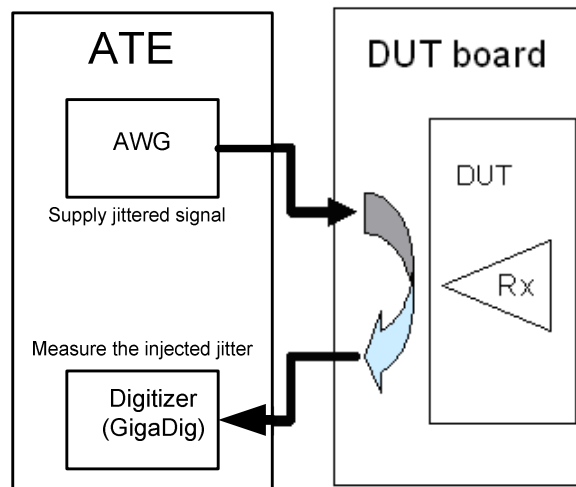 ATE
AWG
Supply jittered signal
Measure the injected jitter
Digitizer
(GigaDig)
DUT board
DUT
Rx